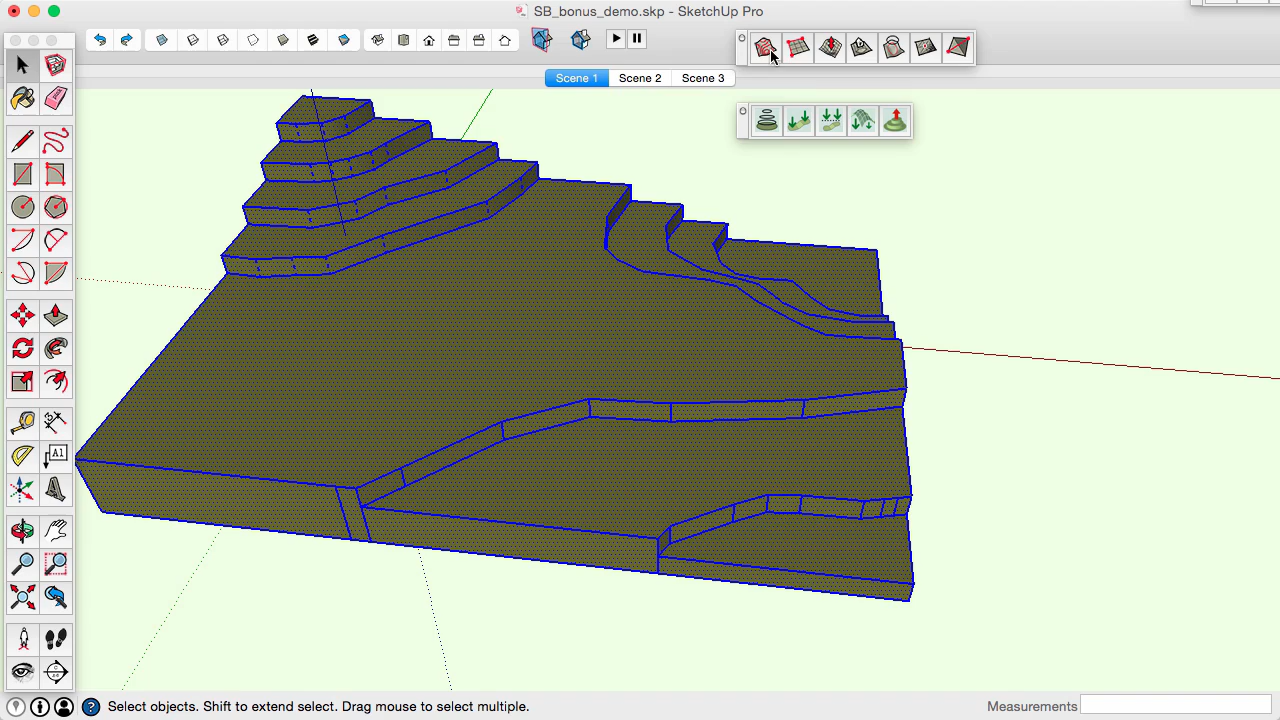 SB_bonus_demo.skp - SketchUp Pro
Scene 1
Scene 2
Scene 3
A1
Select objects. Shift to extend select. Drag mouse to select multiple.
Measurements